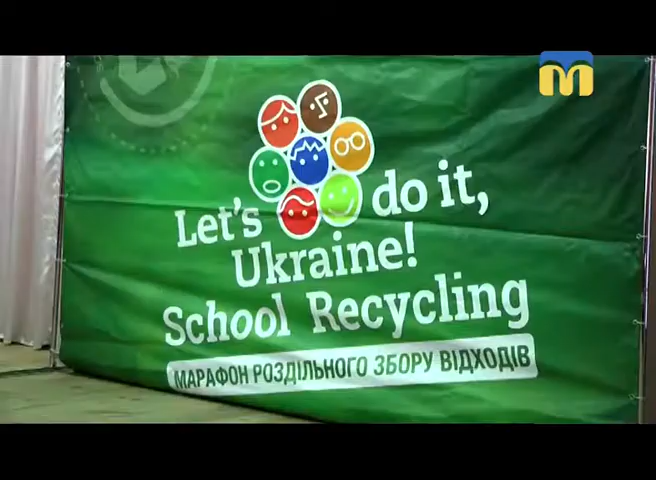 Let's do it,
Ukraine!
School Recycling
МАРАФОН РОЗДІЛЬНОГО ЗБОРУ ВІДХОДІВ